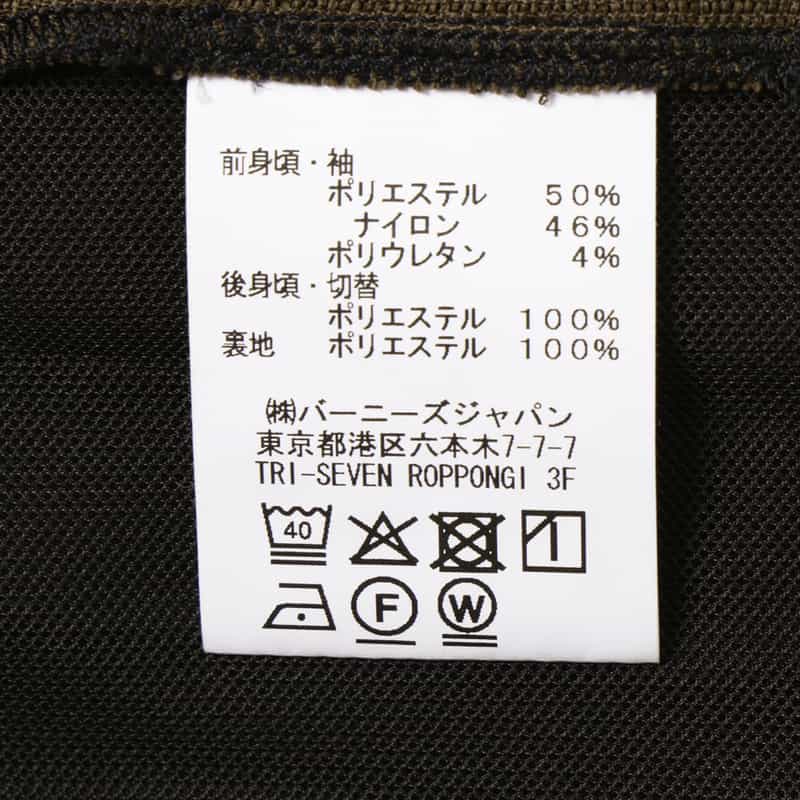 前身頃・袖
ポリエステル 50%
ナイロン 46%
ポリウレタン 4%
後身頃・切替
ポリエステル 100%
裏地 ポリエステル 100%
㈱バーニーズジャパン
東京都港区六本木7-7-7
TRI-SEVEN ROPPONGI 3F
40
F W